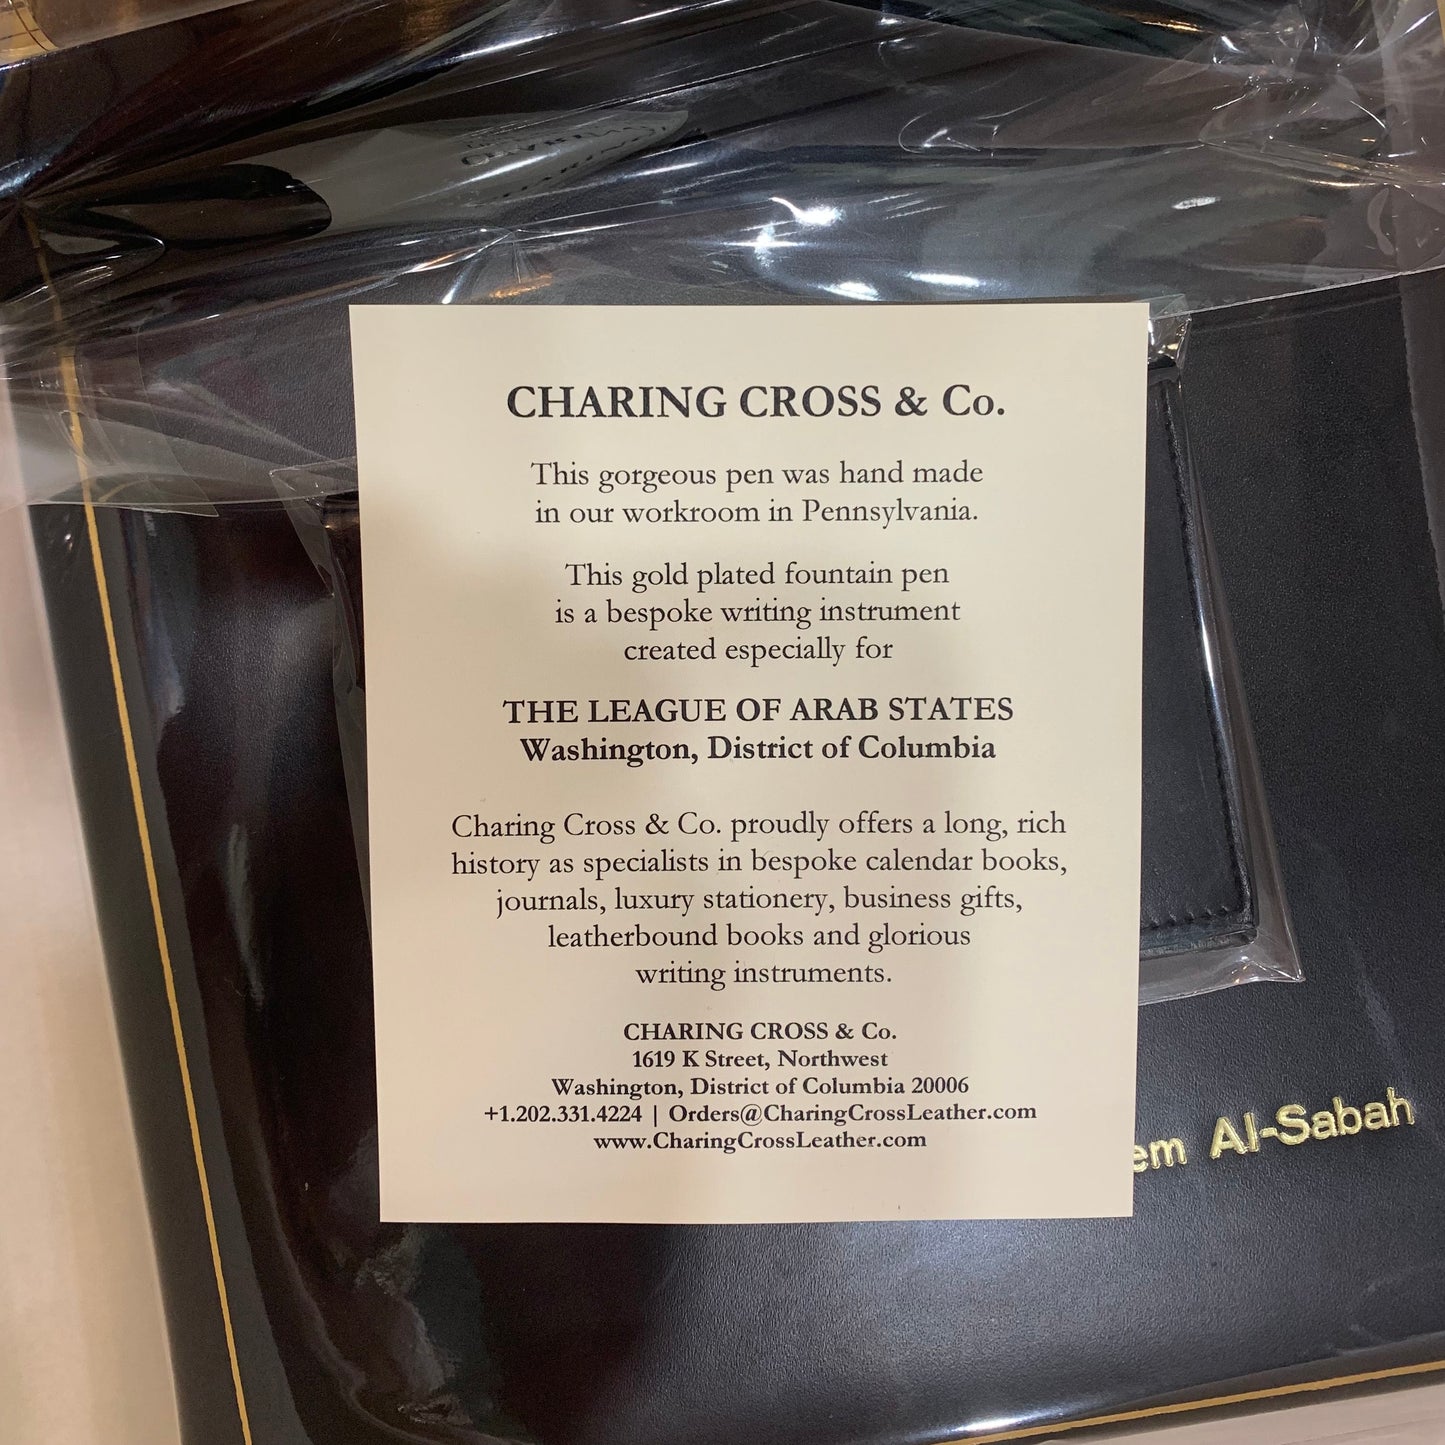 CHARING CROSS & Co.
This gorgeous pen was hand made
in our workroom in Pennsylvania.
This gold plated fountain pen
is a bespoke writing instrument
created especially for
THE LEAGUE OF ARAB STATES
Washington, District of Columbia
Charing Cross & Co. proudly offers a long, rich
history as specialists in bespoke calendar books,
journals, luxury stationery, business gifts,
leatherbound books and glorious
writing instruments.
CHARING CROSS & Co.
1619 K Street, Northwest
Washington, District of Columbia 20006
+1.202.331.4224 | Orders@CharingCrossLeather.com
www.CharingCrossLeather.com
em Al-Sabah